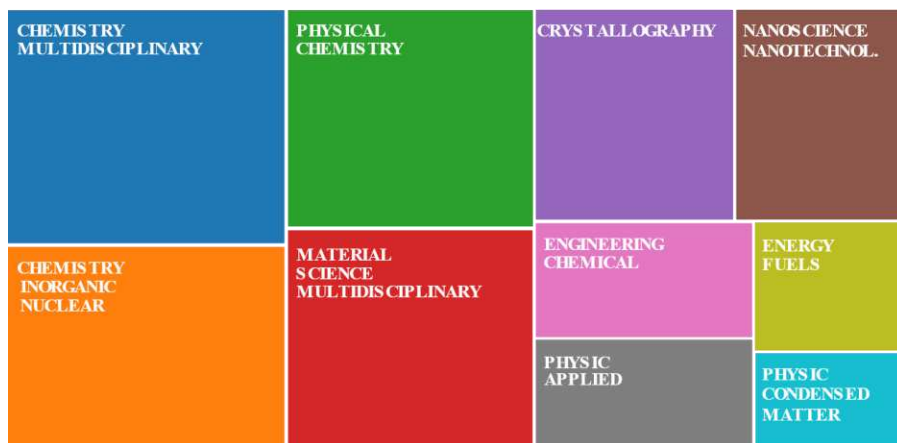 CHEMISTRY
MULTIDISCIPLINARY
PHYSICAL
CHEMISTRY
CRYSTALLOGRAPHY
NANOSCIENCE
NANOTECHNOL.
CHEMISTRY
INORGANIC
NUCLEAR
MATERIAL
SCIENCE
MULTIDISCIPLINARY
ENGINEERING
CHEMICAL
ENERGY
FUELS
PHYSIC
APPLIED
PHYSIC
CONDENSED
MATTER